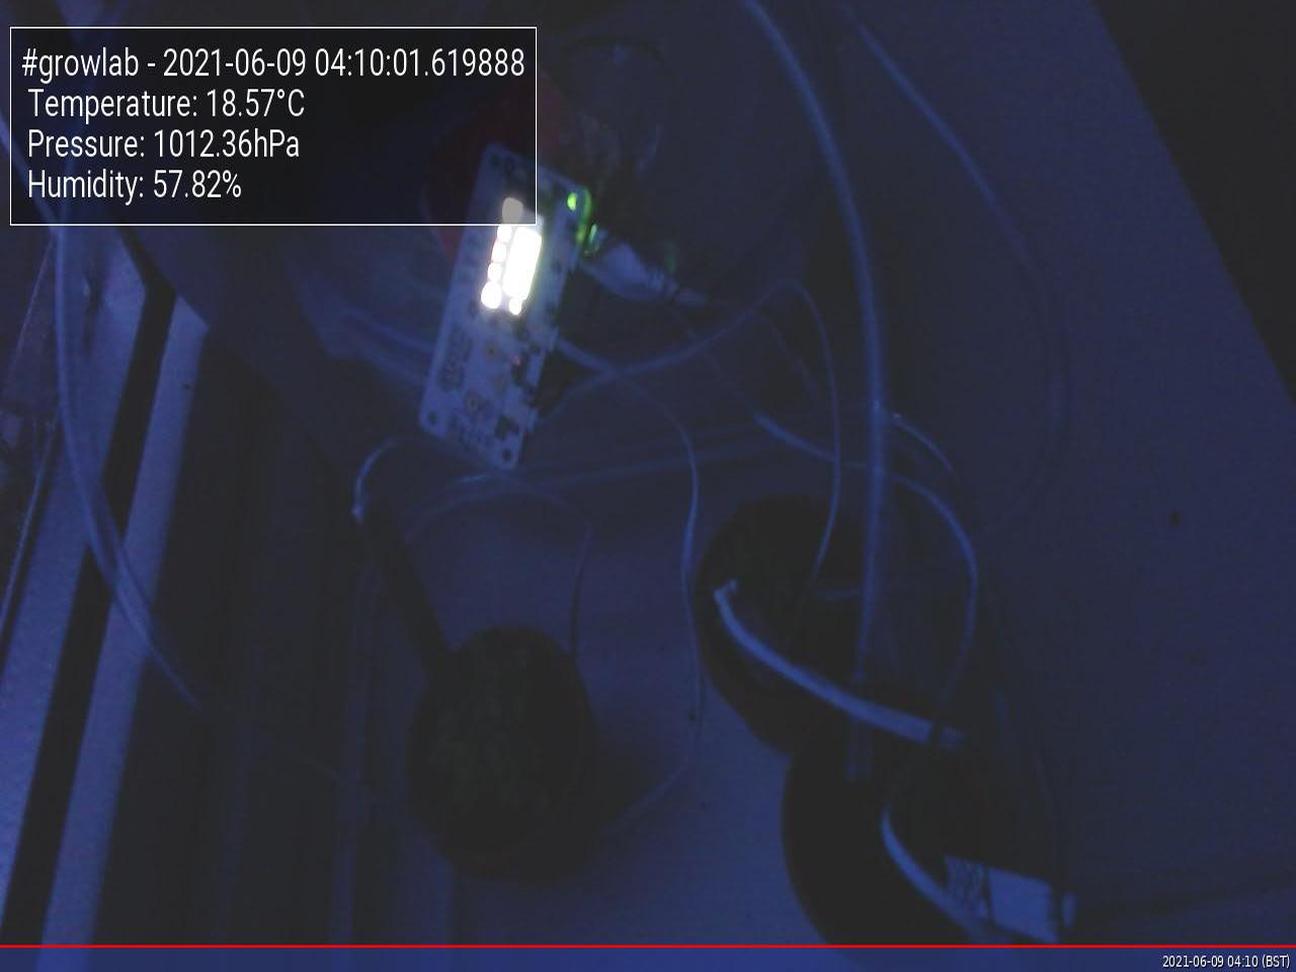 #growlab - 2021-06-09 04:10:01.619888
Temperature: 18.57°C
Pressure: 1012.36hPa
Humidity: 57.82%
2021-06-09 04:10 (BST)